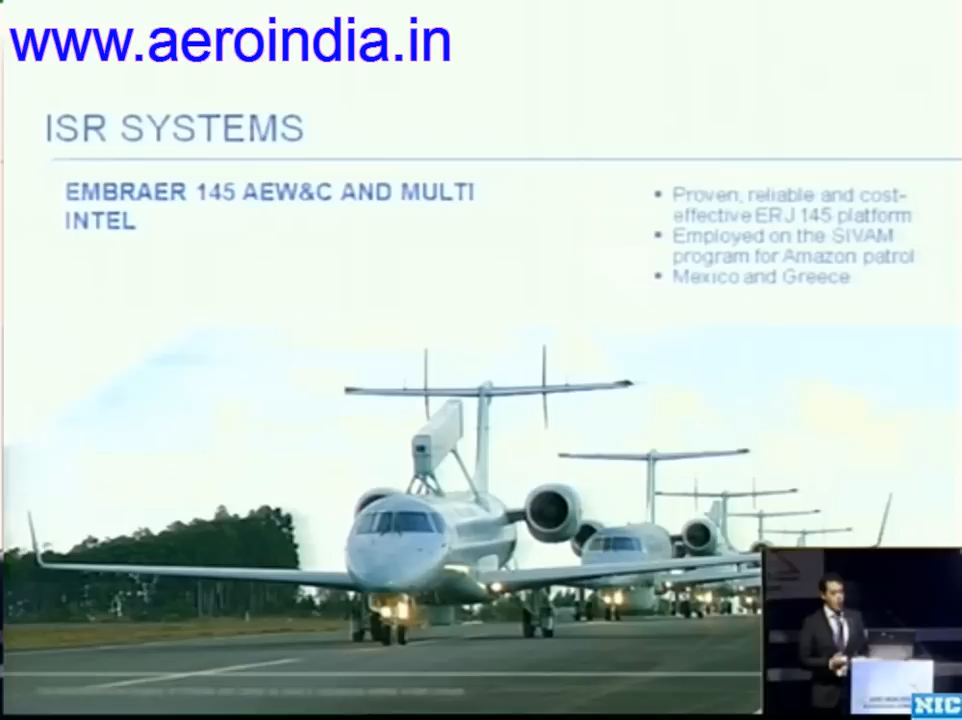 www.aeroindia.in
ISR SYSTEMS
EMBRAER 145 AEW&C AND MULTI
INTEL
• Proven, reliable and cost-
effective ERJ 145 platform
• Employed on the SIVAM
program for Amazon patrol
• Mexico and Greece
NIC